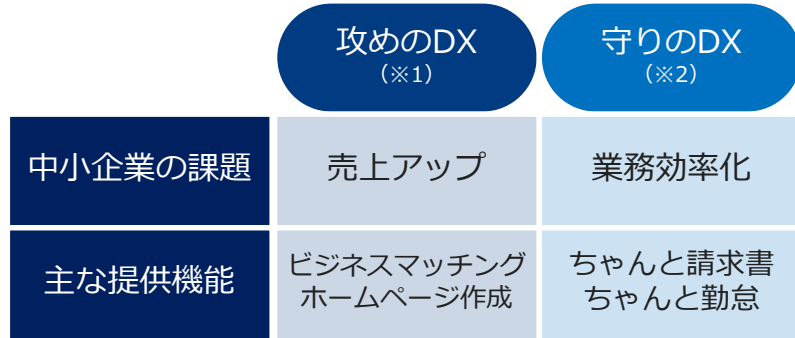 攻めのDX
（※1）
守りのDX
（※2）
中小企業の課題
売上アップ
業務効率化
主な提供機能
ビジネスマッチング
ホームページ作成
ちゃんと請求書
ちゃんと勤怠